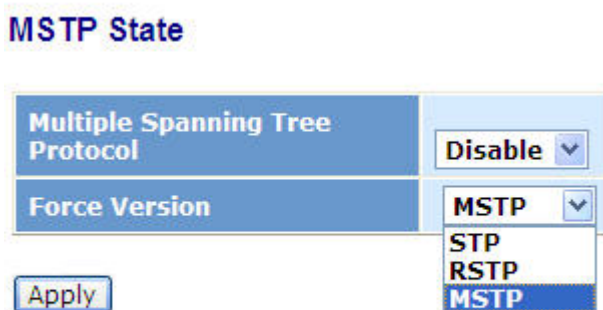 MSTP State
Multiple Spanning Tree
Protocol
Disable
Force Version
MSTP
STP
RSTP
MSTP
Apply